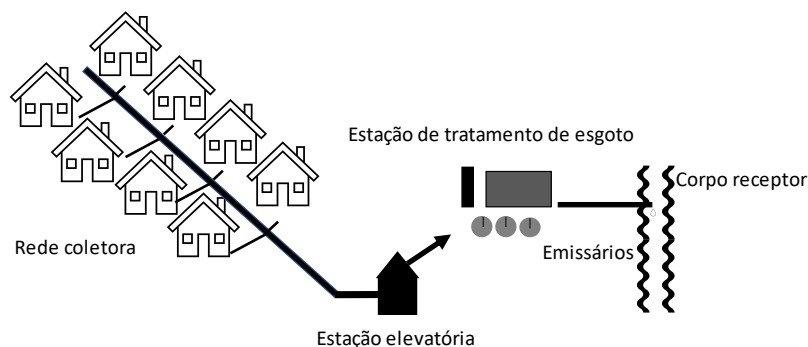 Estação de tratamento de esgoto
Corpo receptor
Rede coletora
Emissários
Estação elevatória